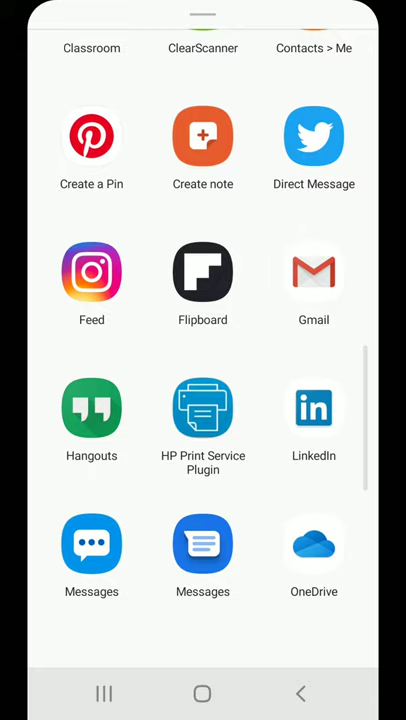 Classroom
ClearScanner
Contacts > Me
Create a Pin
Create note
Direct Message
Feed
Flipboard
Gmail
Hangouts
HP Print Service
Plugin
in
LinkedIn
Messages
Messages
OneDrive